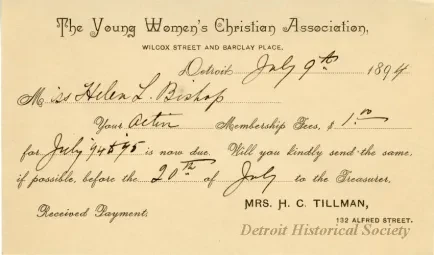 The Young Women's Christian Association,
WILCOX STREET AND BARCLAY PLACE,
Detroit July 9th 1894
Miss Helen L. Bishop
Your Active Membership Fees, $ 1.00
for July 94 & 95 is now due. Will you kindly send the same,
if possible, before the 20th of July to the Treasurer.
MRS. H. C. TILLMAN,
Received Payment, 132 ALFRED STREET.
Detroit Historical Society